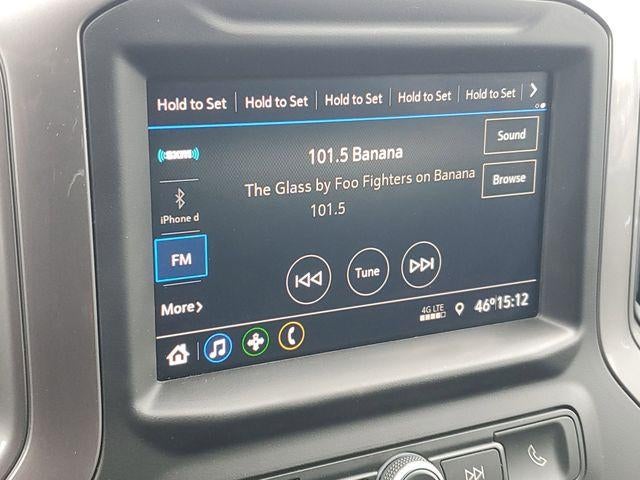 Hold to Set Hold to Set Hold to Set Hold to Set Hold to Set
((SXM))
101.5 Banana
Sound
The Glass by Foo Fighters on Banana
101.5
Browse
iPhone d
FM
Tune
More
4G LTE
46° 15:12